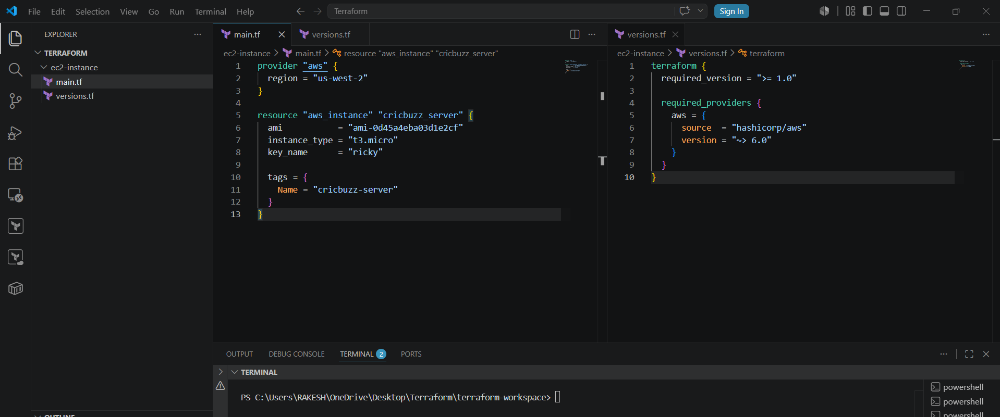 File Edit Selection View Go Run Terminal Help
Terraform
Sign In
EXPLORER
TERRAFORM
ec2-instance
main.tf
versions.tf
main.tf
versions.tf
ec2-instance > main.tf > resource "aws_instance" "cricbuzz_server"
1 provider "aws" {
2 region = "us-west-2"
3 }
4
5 resource "aws_instance" "cricbuzz_server" {
6 ami = "ami-0d45a4eba03d1e2cf"
7 instance_type = "t3.micro"
8 key_name = "ricky"
9
10 tags = {
11 Name = "cricbuzz-server"
12 }
13 }
versions.tf
ec2-instance > versions.tf > terraform
1 terraform {
2 required_version = ">= 1.0"
3
4 required_providers {
5 aws = {
6 source = "hashicorp/aws"
7 version = "~> 6.0"
8 }
9 }
10 }
OUTPUT DEBUG CONSOLE TERMINAL 2 PORTS
TERMINAL
PS C:\Users\RAKESH\OneDrive\Desktop\Terraform\terraform-workspace>
powershell
powershell
powershell
OUTLINE